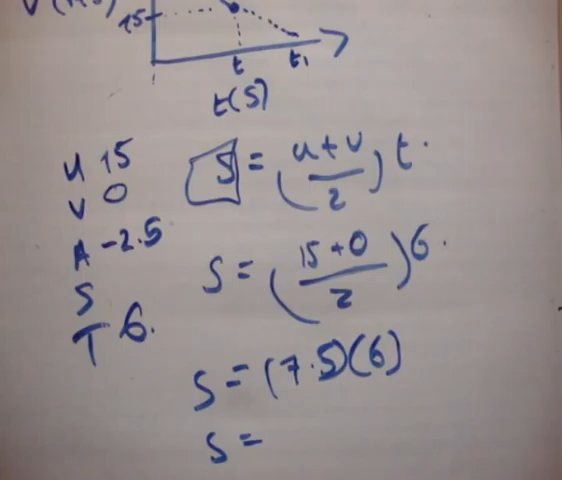 15
t t₁
t(s)
u 15
v 0
A -2.5
S
T 6.
S = (u+v/2) t.
S = (15+0/2) 6.
S = (7.5)(6)
S =